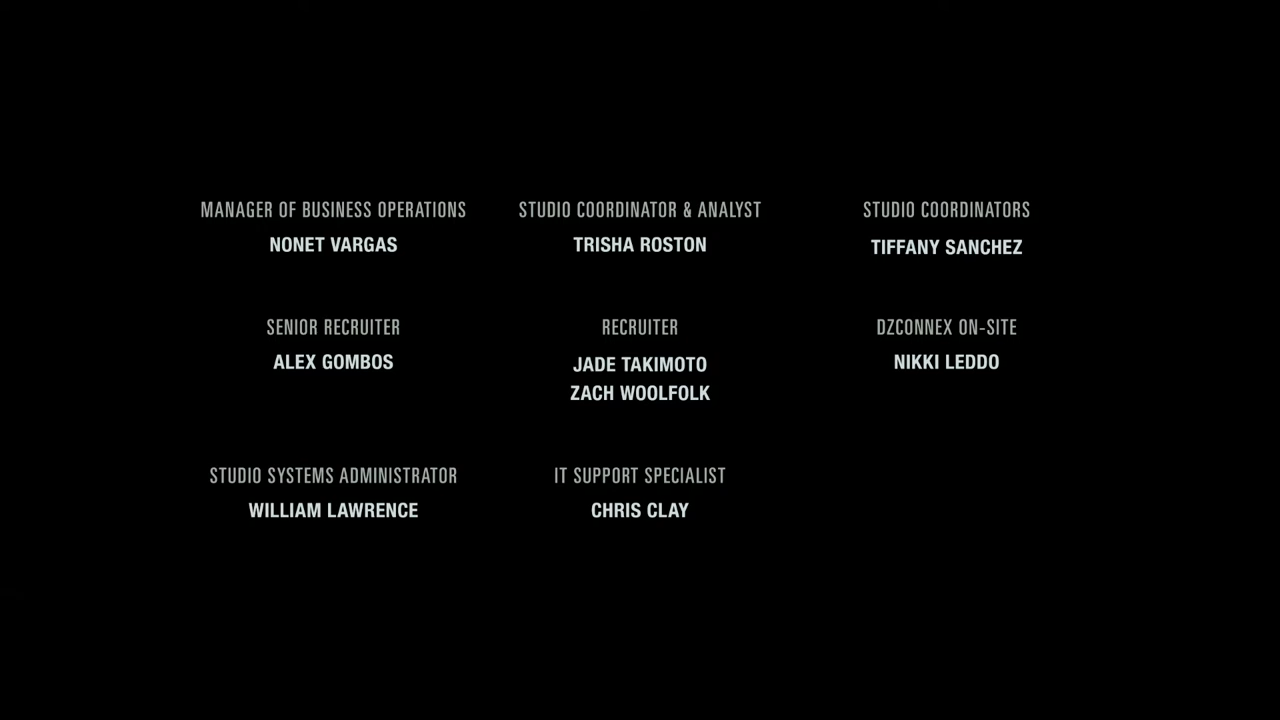 MANAGER OF BUSINESS OPERATIONS
NONET VARGAS
STUDIO COORDINATOR & ANALYST
TRISHA ROSTON
STUDIO COORDINATORS
TIFFANY SANCHEZ
SENIOR RECRUITER
ALEX GOMBOS
RECRUITER
JADE TAKIMOTO
ZACH WOOLFOLK
DZCONNEX ON-SITE
NIKKI LEDDO
STUDIO SYSTEMS ADMINISTRATOR
WILLIAM LAWRENCE
IT SUPPORT SPECIALIST
CHRIS CLAY